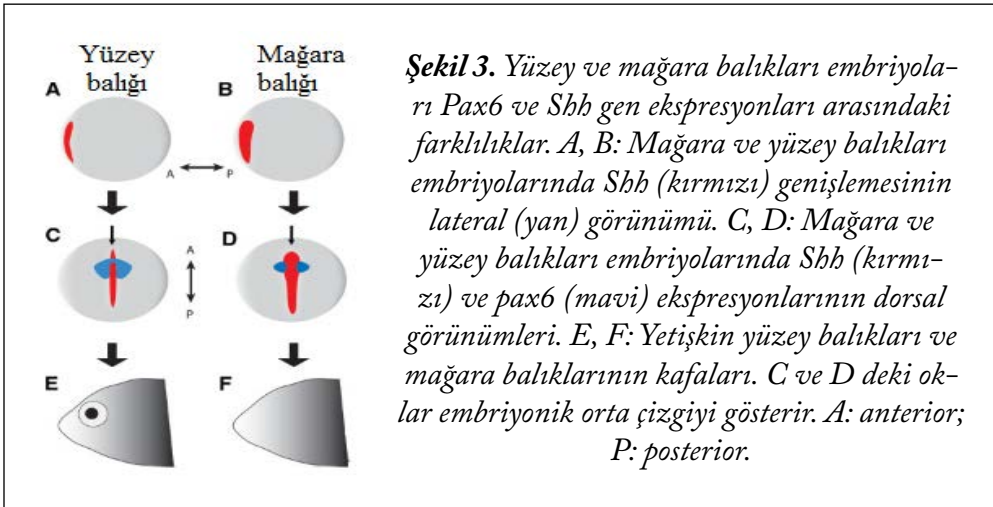 Yüzey
balığı
Mağara
balığı
A
B
A P
C
D
A
P
E
F
Şekil 3. Yüzey ve mağara balıkları embriyola-
rı Pax6 ve Shh gen ekspresyonları arasındaki
farklılıklar. A, B: Mağara ve yüzey balıkları
embriyolarında Shh (kırmızı) genişlemesinin
lateral (yan) görünümü. C, D: Mağara ve
yüzey balıkları embriyolarında Shh (kırmı-
zı) ve pax6 (mavi) ekspresyonlarının dorsal
görünümleri. E, F: Yetişkin yüzey balıkları ve
mağara balıklarının kafaları. C ve D deki ok-
lar embriyonik orta çizgiyi gösterir. A: anterior;
P: posterior.